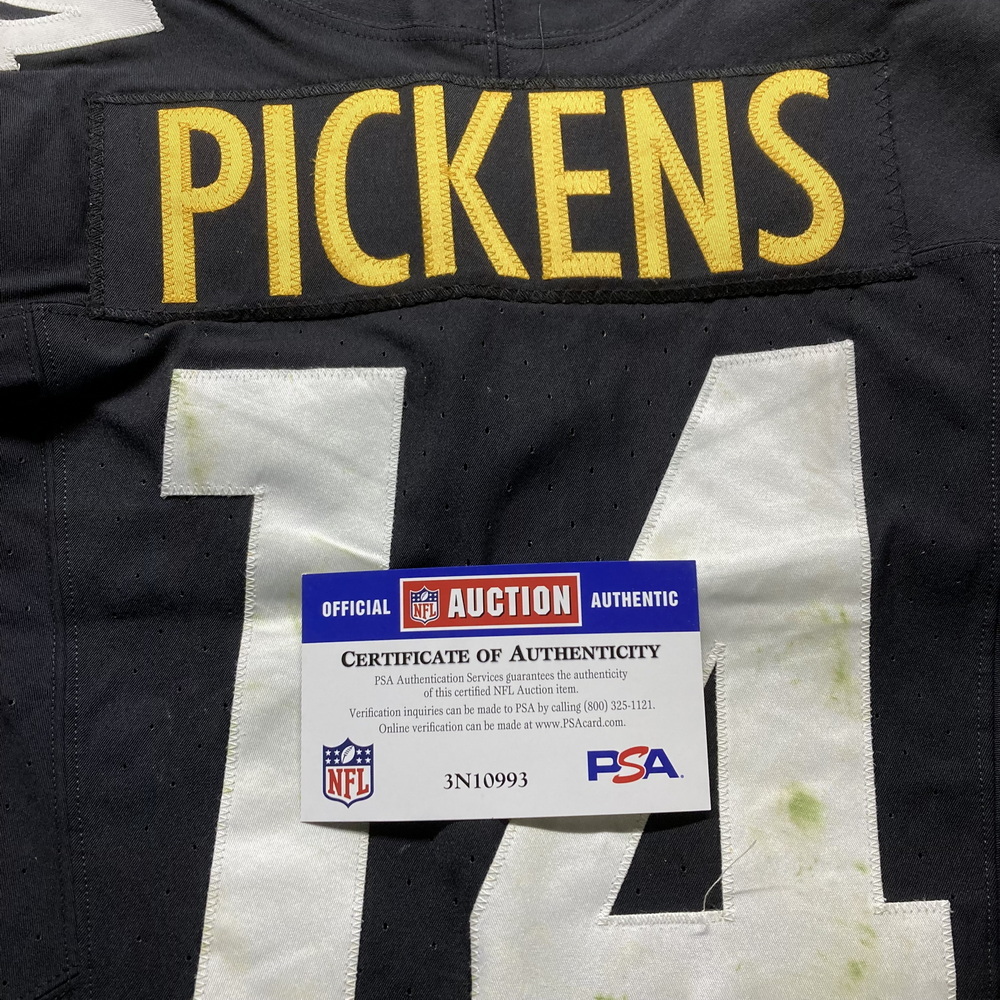 PICKENS
14
OFFICIAL NFL AUCTION AUTHENTIC
CERTIFICATE OF AUTHENTICITY
PSA Authentication Services guarantees the authenticity
of this certified NFL Auction item.
Verification inquiries can be made to PSA by calling (800) 325-1121.
Online verification can be made at www.PSAcard.com.
NFL
3N10993
PSA